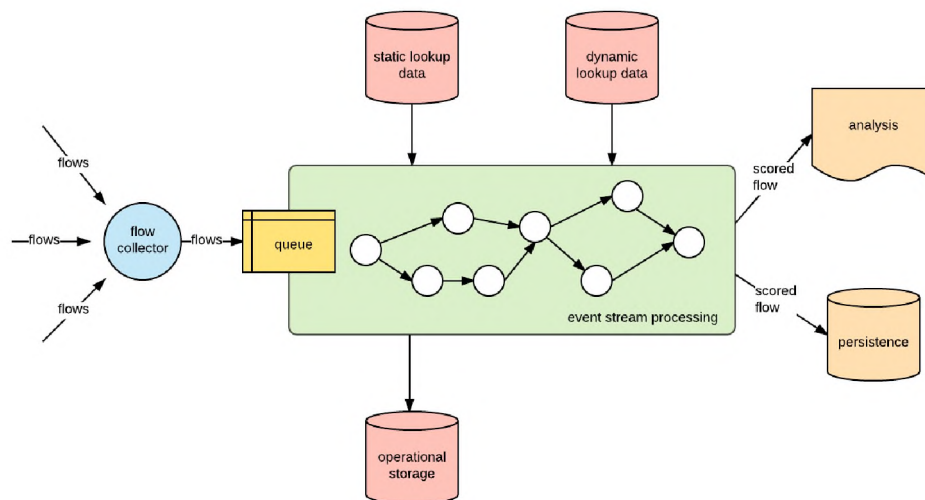 static lookup
data
dynamic
lookup data
analysis
flows
scored
flow
flows
flow
collector
flows
queue
flows
event stream processing
scored
flow
persistence
operational
storage